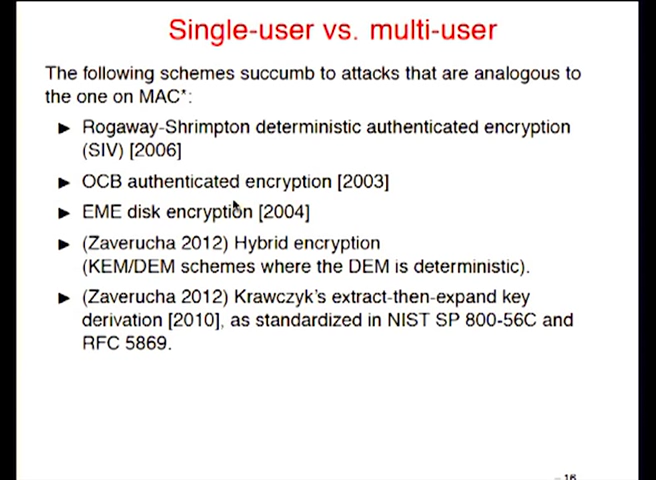 Single-user vs. multi-user
The following schemes succumb to attacks that are analogous to
the one on MAC*:
► Rogaway-Shrimpton deterministic authenticated encryption
(SIV) [2006]
► OCB authenticated encryption [2003]
► EME disk encryption [2004]
► (Zaverucha 2012) Hybrid encryption
(KEM/DEM schemes where the DEM is deterministic).
► (Zaverucha 2012) Krawczyk's extract-then-expand key
derivation [2010], as standardized in NIST SP 800-56C and
RFC 5869.